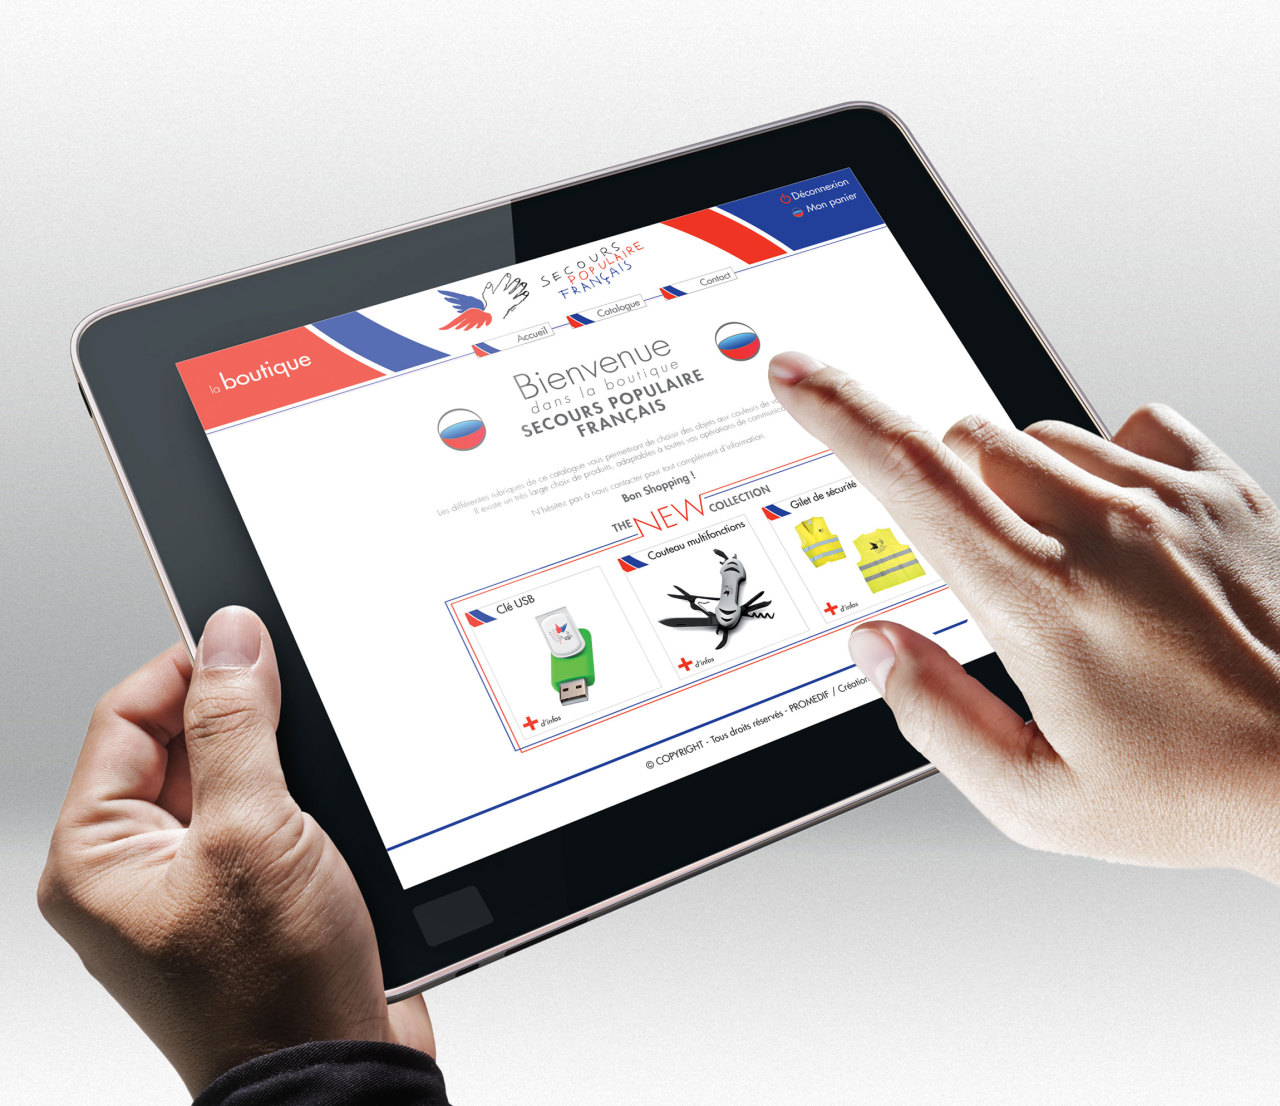 Déconnexion
Mon panier
SECOURS
POPULAIRE
FRANÇAIS
la boutique
Accueil
Catalogue
Contact
Bienvenue
dans la boutique
SECOURS POPULAIRE
FRANÇAIS
Les différentes rubriques de ce catalogue vous permettront de choisir des objets aux couleurs de
Il existe un très large choix de produits, adaptables à toutes vos opérations de
N'hésitez pas à nous contacter pour tout complément d'information.
Bon Shopping !
THE NEW COLLECTION
Clé USB
Couteau multifonctions
Gilet de sécurité
+ d'infos
+ d'infos
+ d'infos
© COPYRIGHT - Tous droits réservés - PROMEDIF / Création